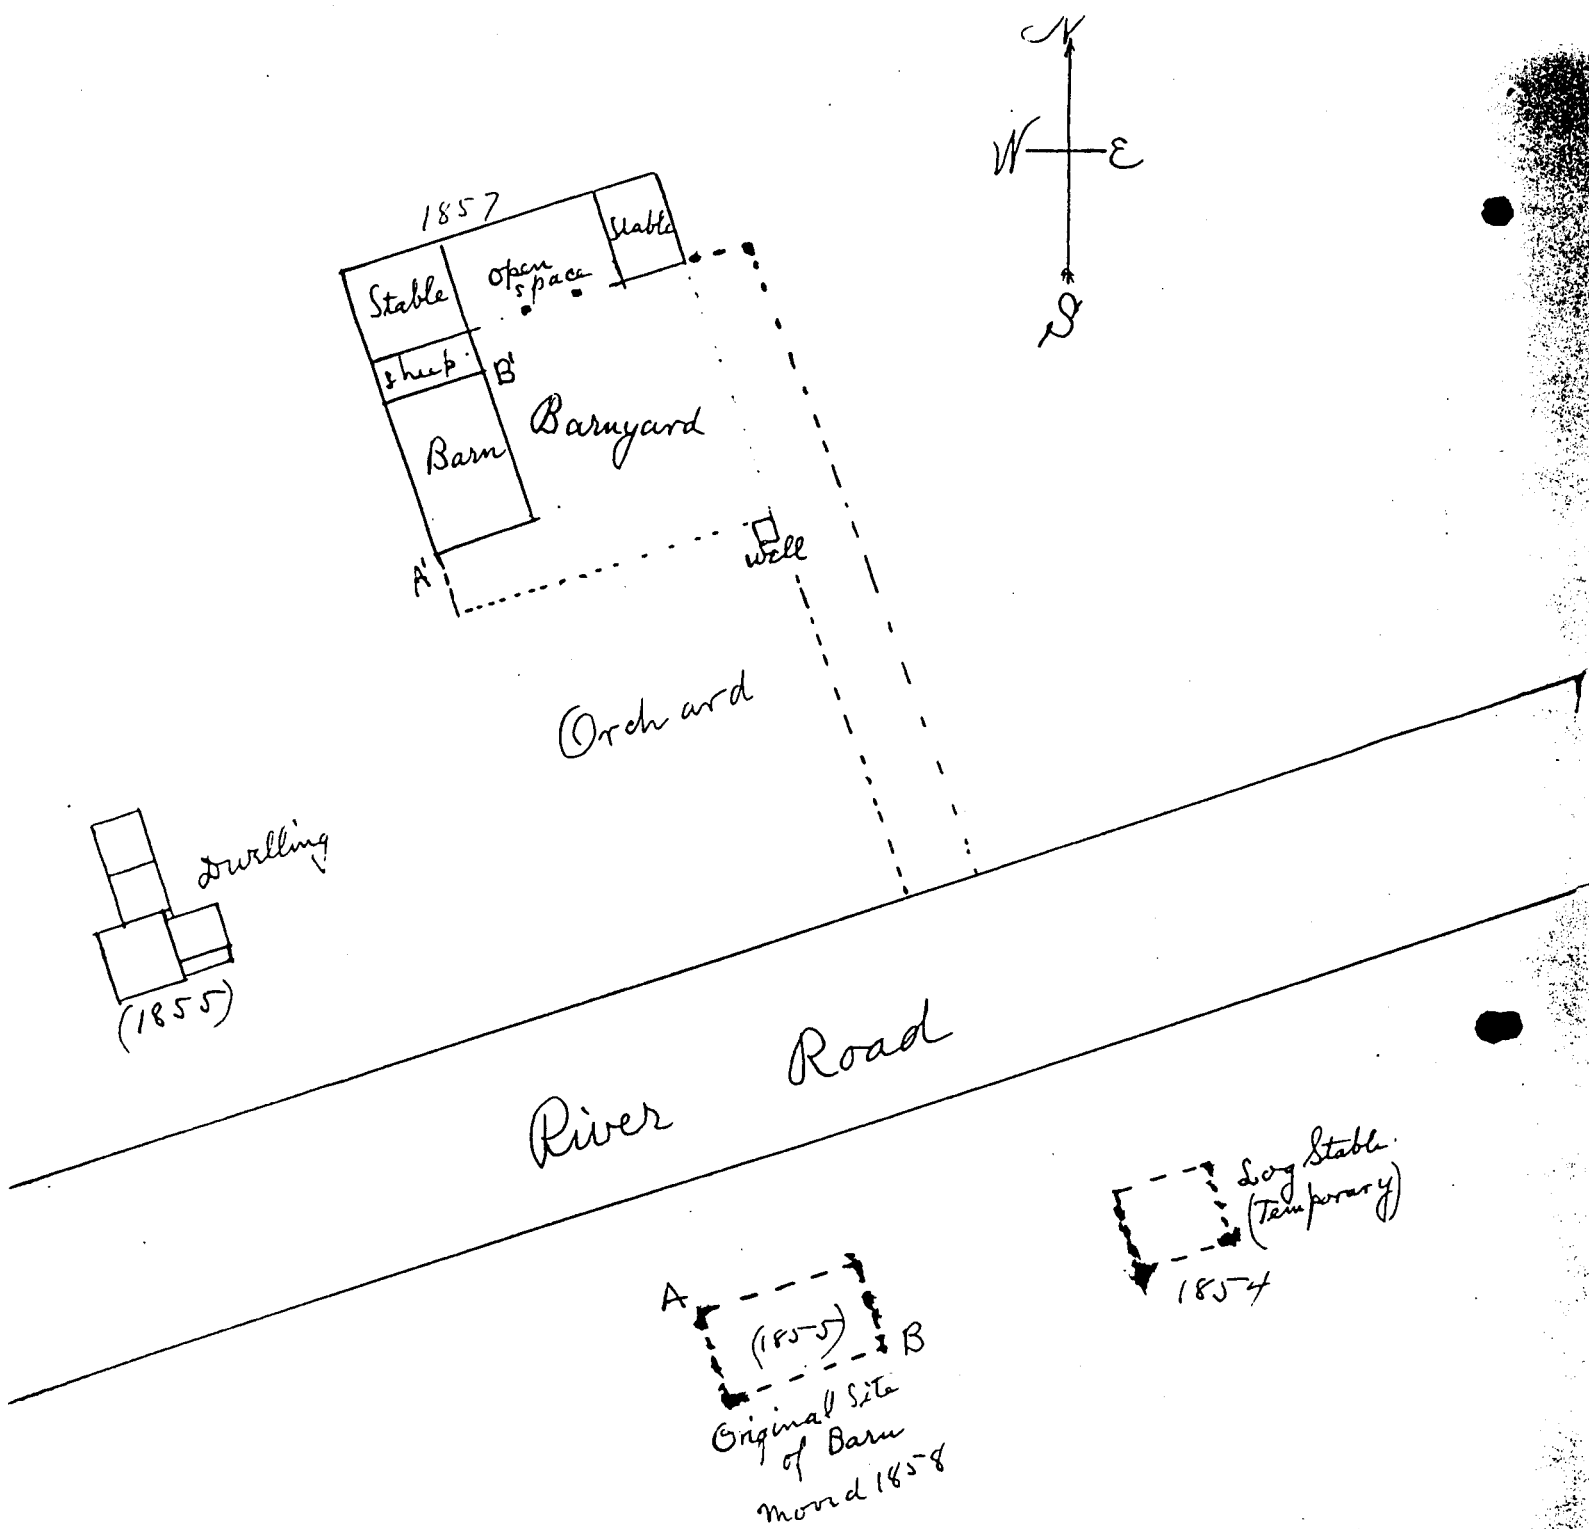 N
W E
S
1857
Stable
open
space
Stable
sheep
B'
Barnyard
Barn
Well
A'
Orchard
Dwelling
(1855)
River Road
Log Stable.
(Temporary)
1854
A
(1855)
B
Original Site
of Barn
Moved 1858